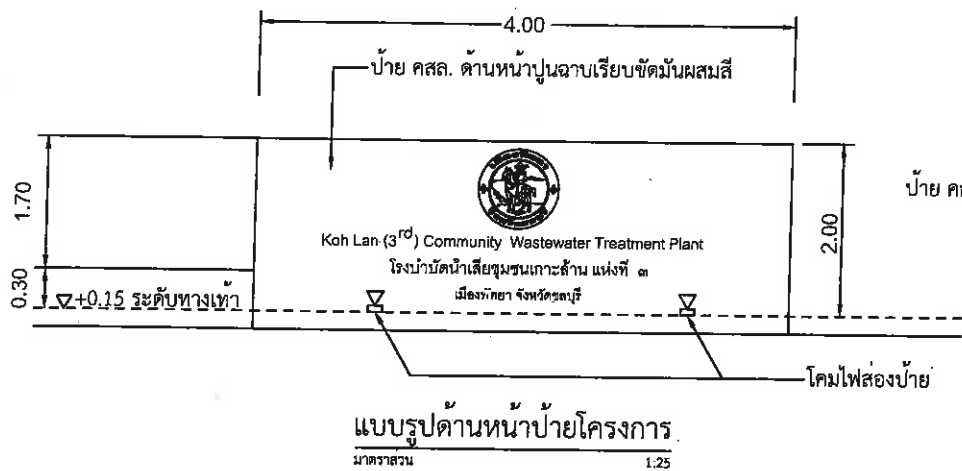 4.00
ป้าย คสล. ด้านหน้าปูนฉาบเรียบขัดมันผสมสี
1.70
0.30
2.00
ป้าย
Koh Lan (3rd) Community Wastewater Treatment Plant
โรงบำบัดน้ำเสียชุมชนเกาะล้าน แห่งที่ ๓
เมืองพัทยา จังหวัดชลบุรี
+0.15 ระดับทางเท้า
โคมไฟส่องป้าย
แบบรูปด้านหน้าป้ายโครงการ
มาตราส่วน 1:25